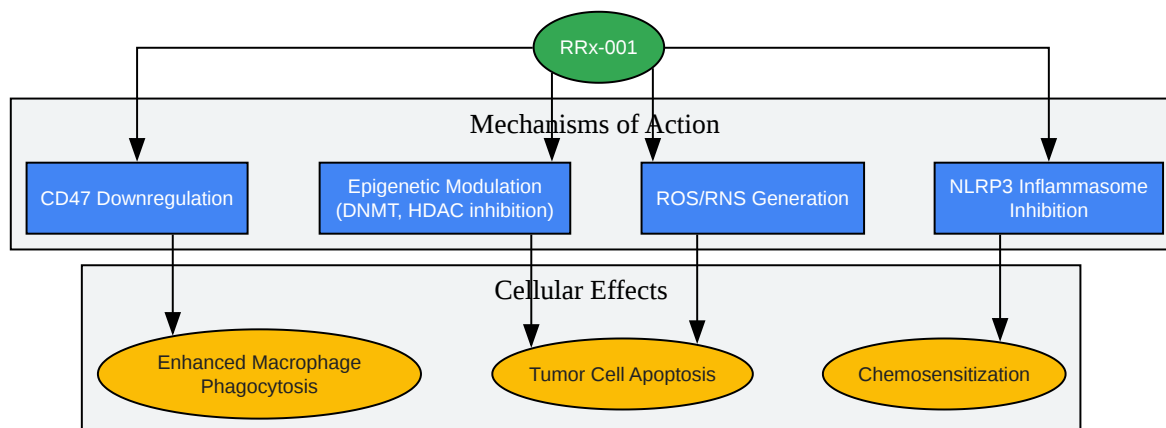 RRx-001
Mechanisms of Action
CD47 Downregulation
Epigenetic Modulation
(DNMT, HDAC inhibition)
ROS/RNS Generation
NLRP3 Inflammasome
Inhibition
Cellular Effects
Enhanced Macrophage
Phagocytosis
Tumor Cell Apoptosis
Chemosensitization